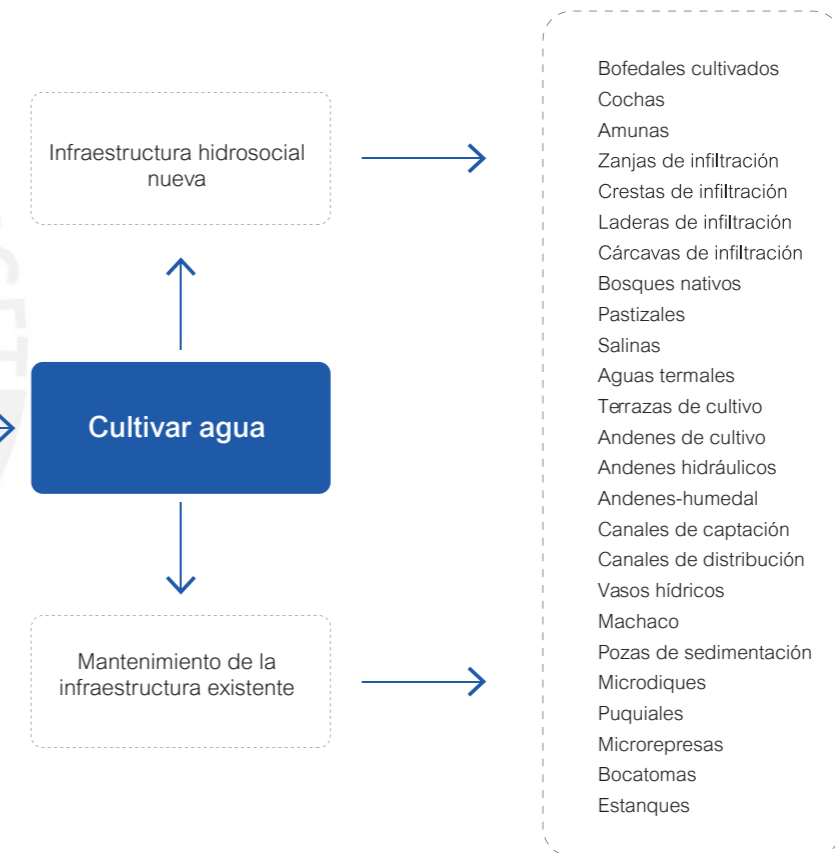 Infraestructura hidrosocial
nueva
Cultivar agua
Mantenimiento de la
infraestructura existente
Bofedales cultivados
Cochas
Amunas
Zanjas de infiltración
Crestas de infiltración
Laderas de infiltración
Cárcavas de infiltración
Bosques nativos
Pastizales
Salinas
Aguas termales
Terrazas de cultivo
Andenes de cultivo
Andenes hidráulicos
Andenes-humedal
Canales de captación
Canales de distribución
Vasos hídricos
Machaco
Pozas de sedimentación
Microdiques
Puquiales
Microrepresas
Bocatomas
Estanques